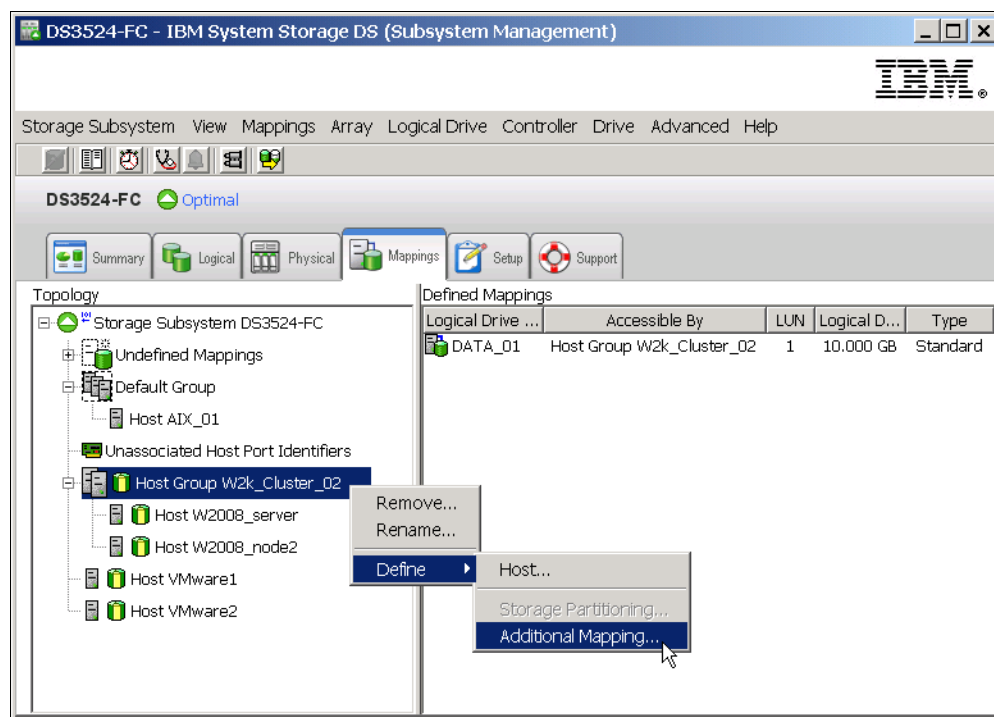 DS3524-FC - IBM System Storage DS (Subsystem Management)
IBM®
Storage Subsystem View Mappings Array Logical Drive Controller Drive Advanced Help
DS3524-FC Optimal
Summary Logical Physical Mappings Setup Support
Topology
Storage Subsystem DS3524-FC
Undefined Mappings
Default Group
Host AIX_01
Unassociated Host Port Identifiers
Host Group W2k_Cluster_02
Host W2008_server
Host W2008_node2
Host VMware1
Host VMware2
Defined Mappings
Logical Drive ... Accessible By LUN Logical D... Type
DATA_01 Host Group W2k_Cluster_02 1 10.000 GB Standard
Remove...
Rename...
Define
Host...
Storage Partitioning...
Additional Mapping...